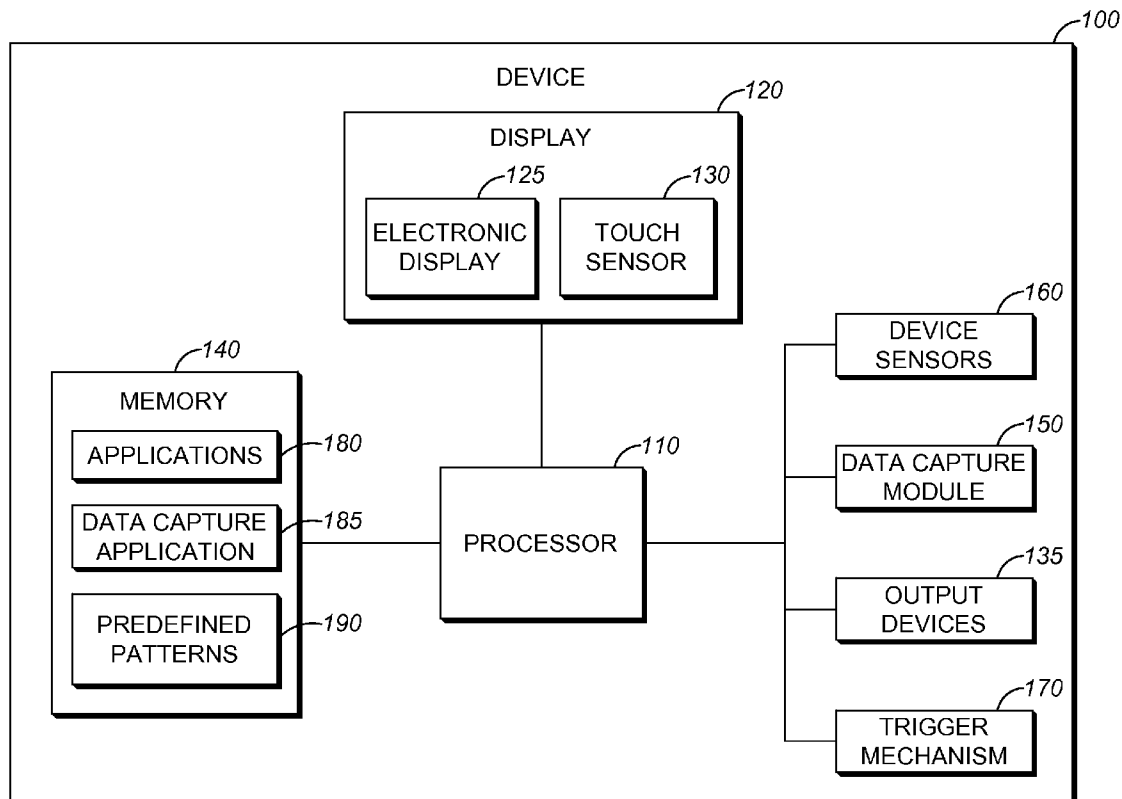 100
DEVICE
120
DISPLAY
125
130
ELECTRONIC
DISPLAY
TOUCH
SENSOR
160
DEVICE
SENSORS
140
MEMORY
APPLICATIONS
180
DATA CAPTURE
APPLICATION
185
PREDEFINED
PATTERNS
190
110
PROCESSOR
150
DATA CAPTURE
MODULE
135
OUTPUT
DEVICES
170
TRIGGER
MECHANISM